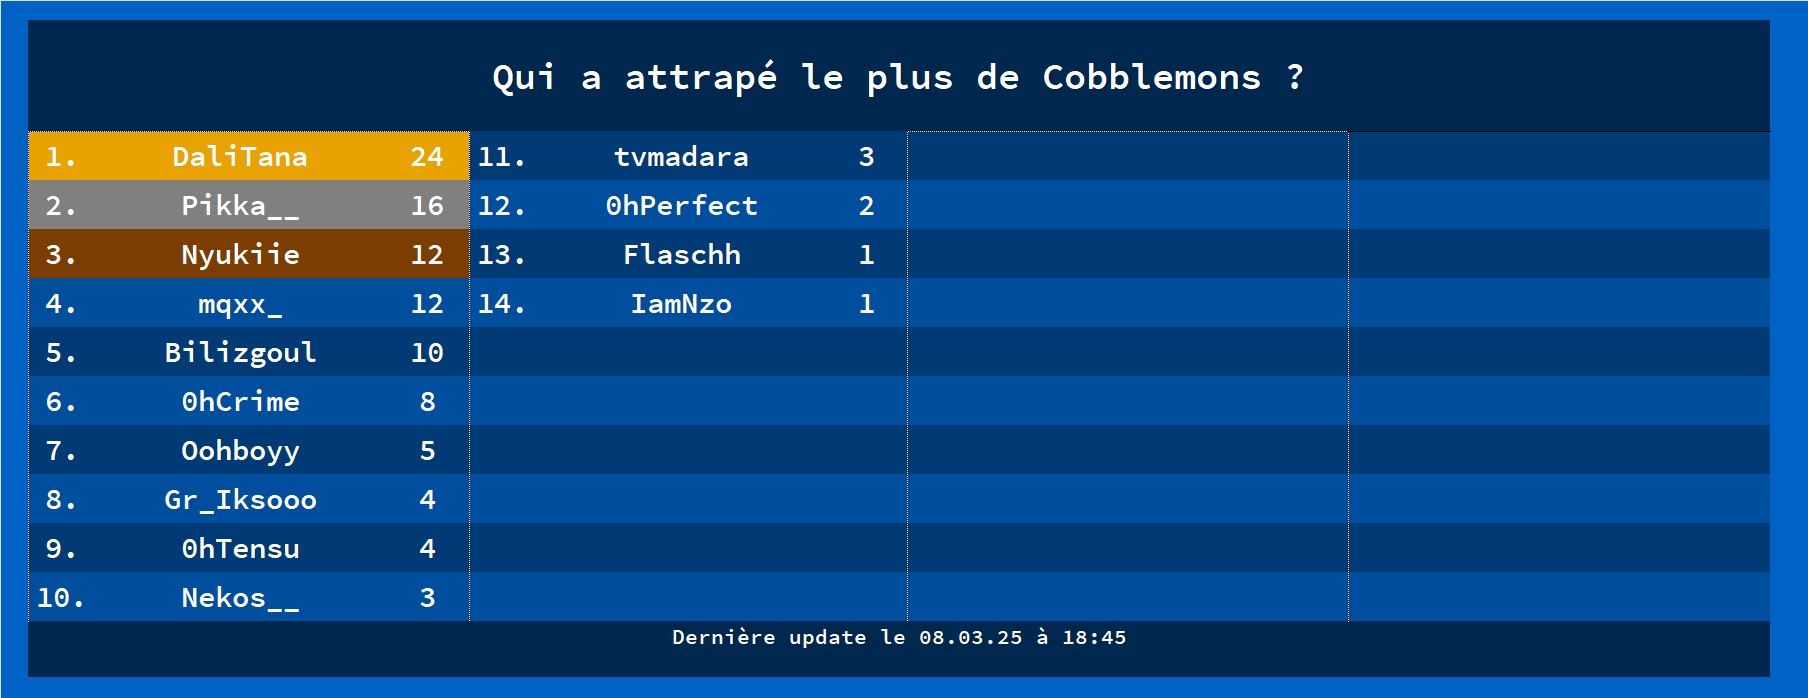 Qui a attrapé le plus de Cobblemons ?
1. DaliTana 24
2. Pikka__ 16
3. Nyukiie 12
4. mqxx_ 12
5. Bilizgoul 10
6. 0hCrime 8
7. Oohboyy 5
8. Gr_Iksooo 4
9. 0hTensu 4
10. Nekos__ 3
11. tvmadara 3
12. 0hPerfect 2
13. Flaschh 1
14. IamNzo 1
Dernière update le 08.03.25 à 18:45